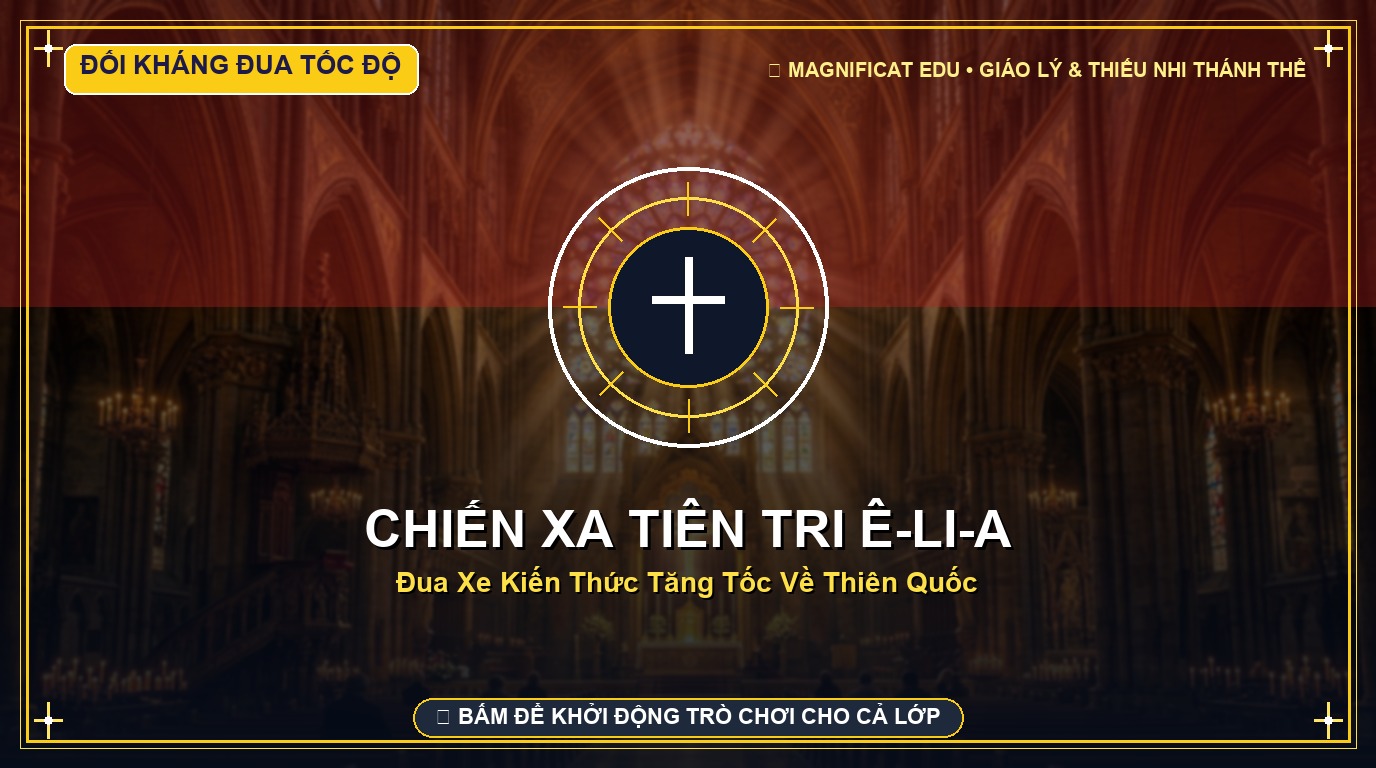 ĐỐI KHÁNG ĐUA TỐC ĐỘ
MAGNIFICAT EDU • GIÁO LÝ & THIẾU NHI THÁNH THỂ
CHIẾN XA TIÊN TRI Ê-LI-A
Đua Xe Kiến Thức Tăng Tốc Về Thiên Quốc
BẤM ĐỂ KHỞI ĐỘNG TRÒ CHƠI CHO CẢ LỚP